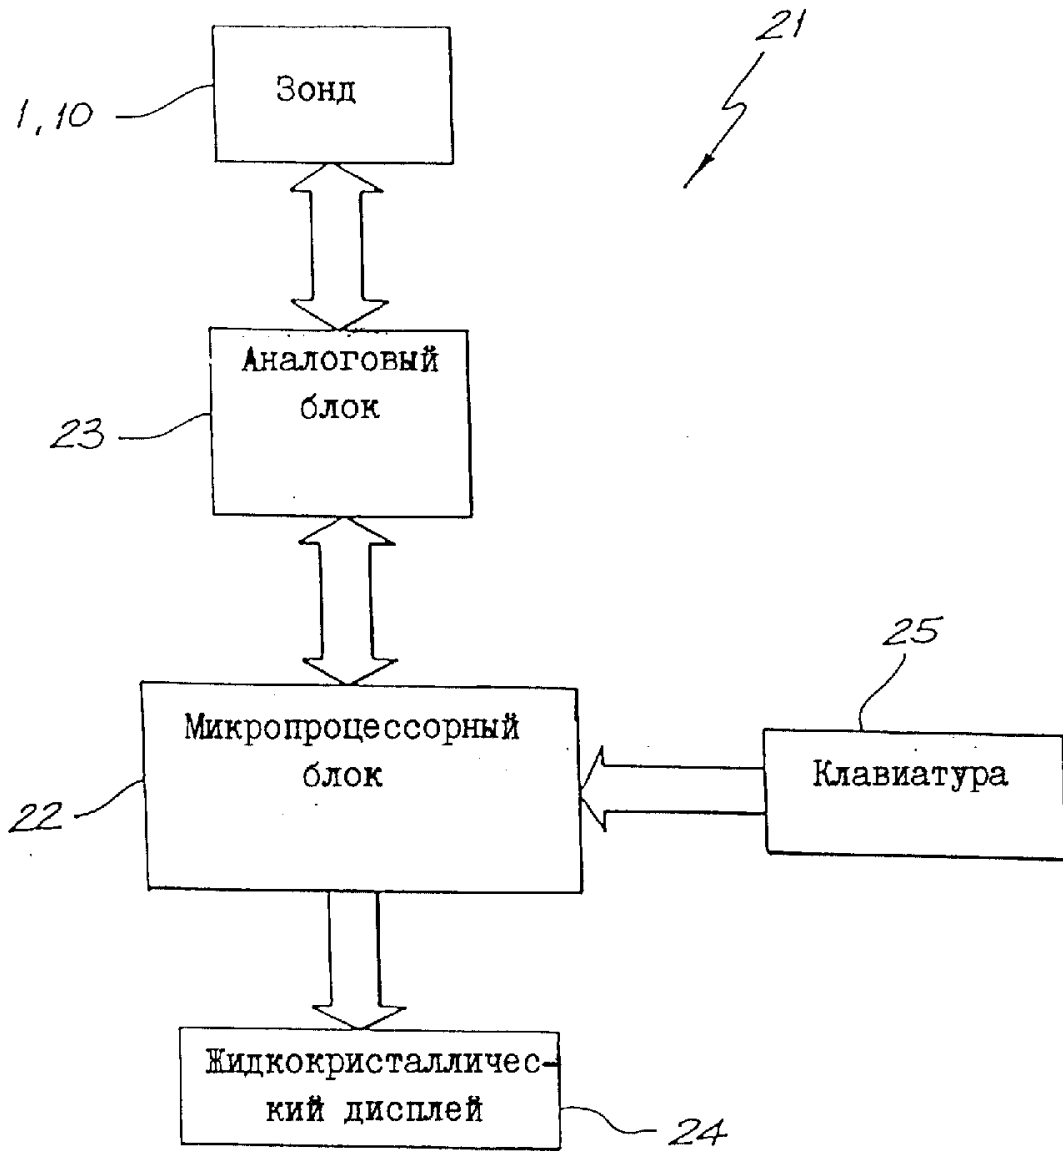 21
Зонд
1, 10
Аналоговый
блок
23
25
Микропроцессорный
блок
Клавиатура
22
Жидкокристалличес-
кий дисплей
24